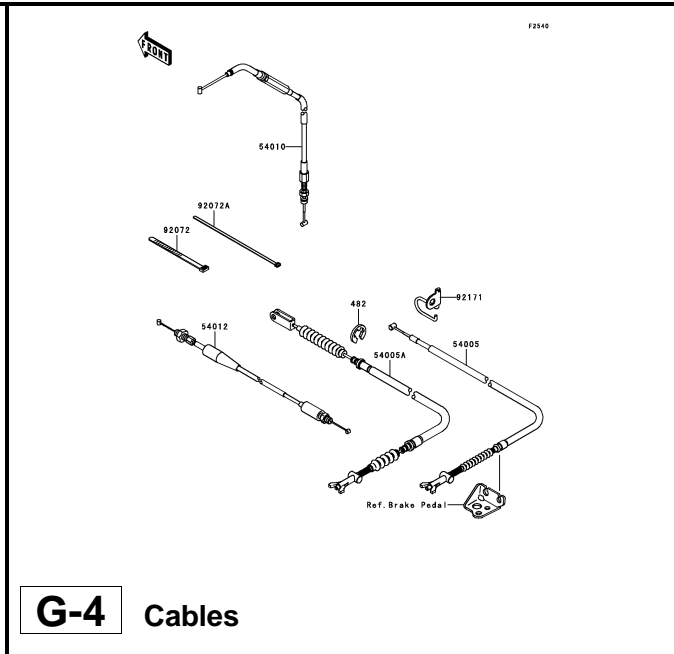 F2540
FRONT
54010
92072A
92072
92171
482
54012
54005
54005A
Ref.Brake Pedal
G-4 Cables